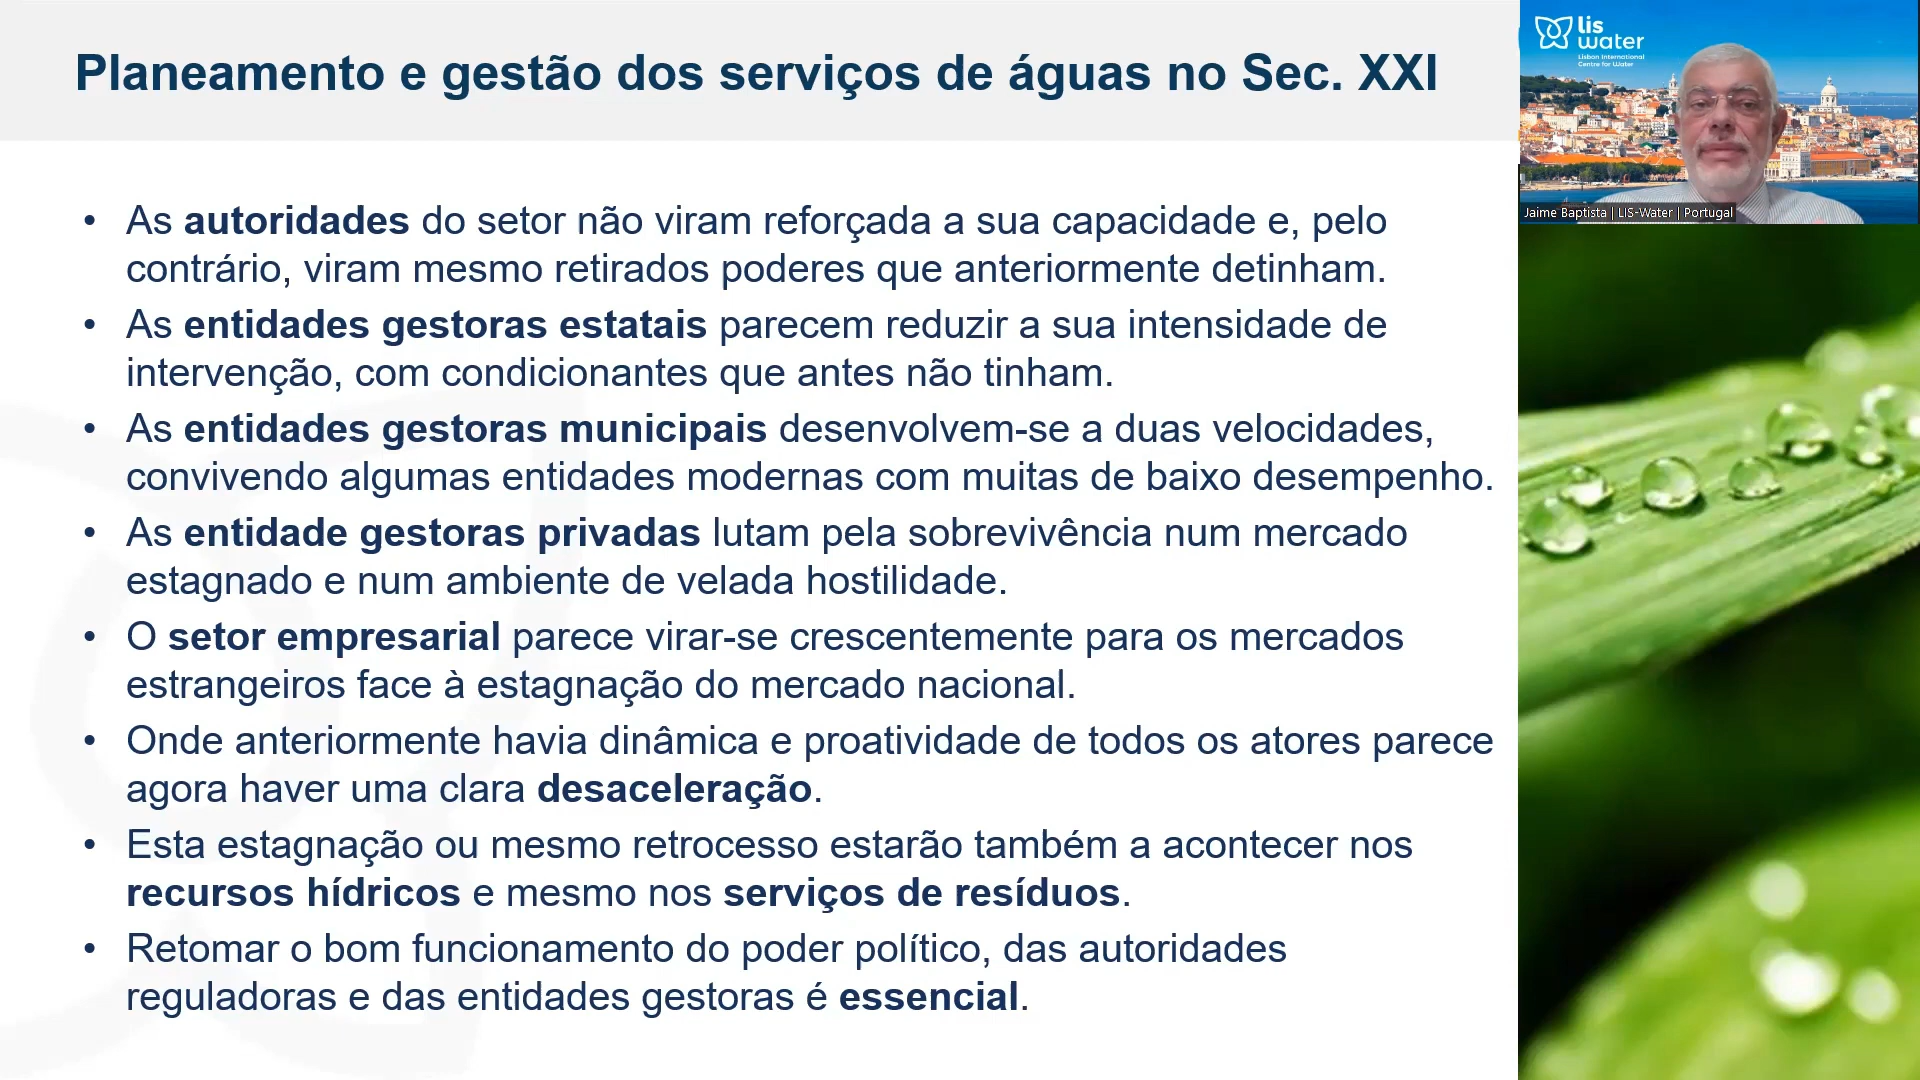 Planeamento e gestão dos serviços de águas no Sec. XXI
• As autoridades do setor não viram reforçada a sua capacidade e, pelo
contrário, viram mesmo retirados poderes que anteriormente detinham.
• As entidades gestoras estatais parecem reduzir a sua intensidade de
intervenção, com condicionantes que antes não tinham.
• As entidades gestoras municipais desenvolvem-se a duas velocidades,
convivendo algumas entidades modernas com muitas de baixo desempenho.
• As entidade gestoras privadas lutam pela sobrevivência num mercado
estagnado e num ambiente de velada hostilidade.
• O setor empresarial parece virar-se crescentemente para os mercados
estrangeiros face à estagnação do mercado nacional.
• Onde anteriormente havia dinâmica e proatividade de todos os atores parece
agora haver uma clara desaceleração.
• Esta estagnação ou mesmo retrocesso estarão também a acontecer nos
recursos hídricos e mesmo nos serviços de resíduos.
• Retomar o bom funcionamento do poder político, das autoridades
reguladoras e das entidades gestoras é essencial.
lis
water
Lisbon International
Centre for Water
Jaime Baptista | LIS-Water | Portugal